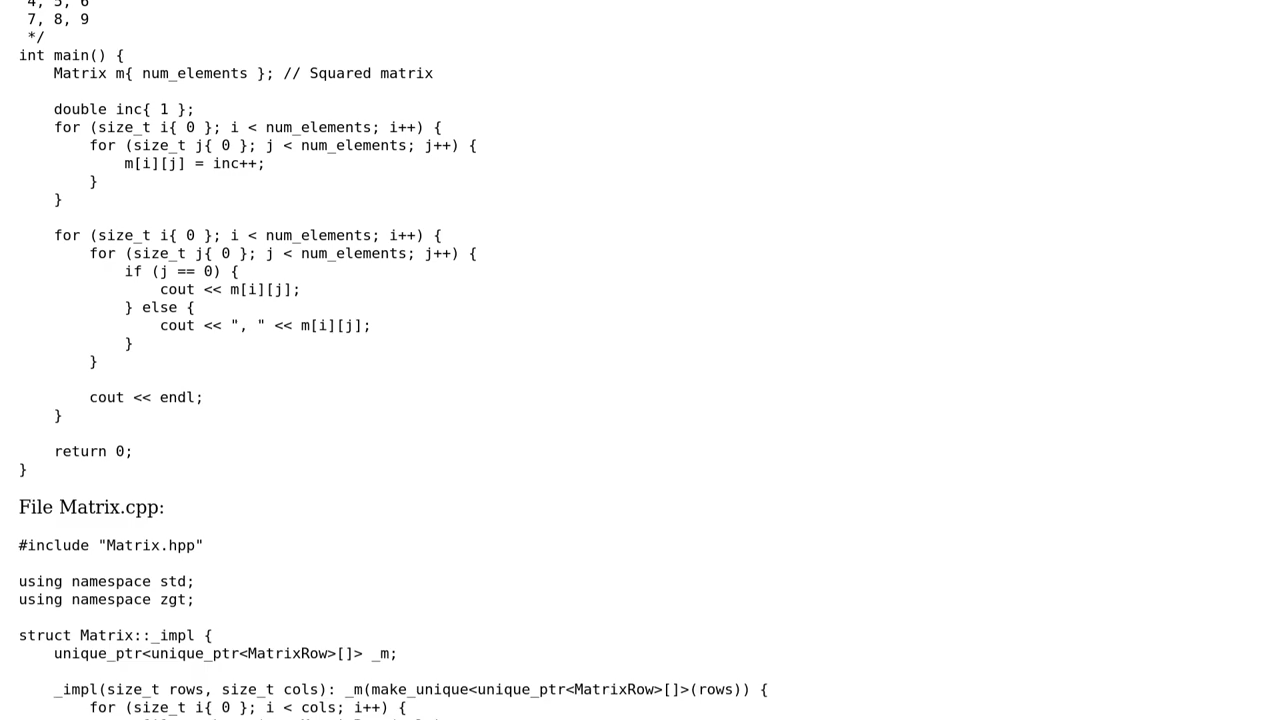 4, 5, 6
7, 8, 9
*/
int main() {
Matrix m{ num_elements }; // Squared matrix
double inc{ 1 };
for (size_t i{ 0 }; i < num_elements; i++) {
for (size_t j{ 0 }; j < num_elements; j++) {
m[i][j] = inc++;
}
}
for (size_t i{ 0 }; i < num_elements; i++) {
for (size_t j{ 0 }; j < num_elements; j++) {
if (j == 0) {
cout << m[i][j];
} else {
cout << ", " << m[i][j];
}
}
cout << endl;
}
return 0;
}
File Matrix.cpp:
#include "Matrix.hpp"
using namespace std;
using namespace zgt;
struct Matrix::_impl {
unique_ptr<unique_ptr<MatrixRow>[]> _m;
_impl(size_t rows, size_t cols): _m(make_unique<unique_ptr<MatrixRow>[]>(rows)) {
for (size_t i{ 0 }; i < cols; i++) {